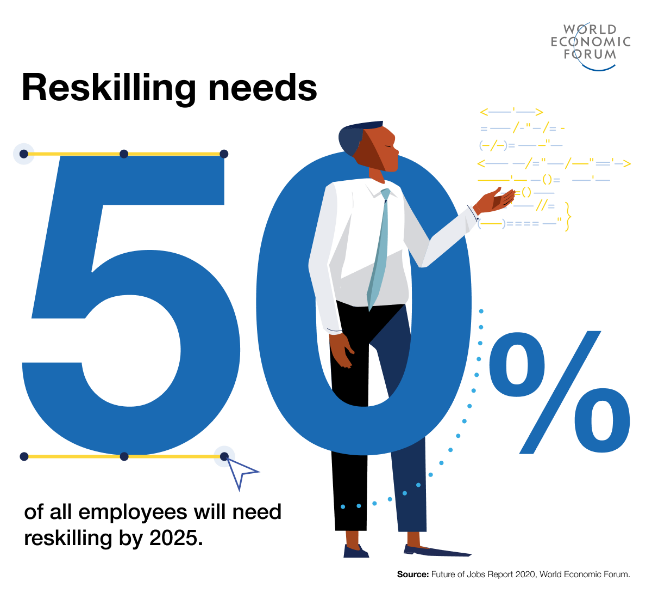 WORLD
ECONOMIC
FORUM
Reskilling needs
50%
of all employees will need
reskilling by 2025.
Source: Future of Jobs Report 2020, World Economic Forum.